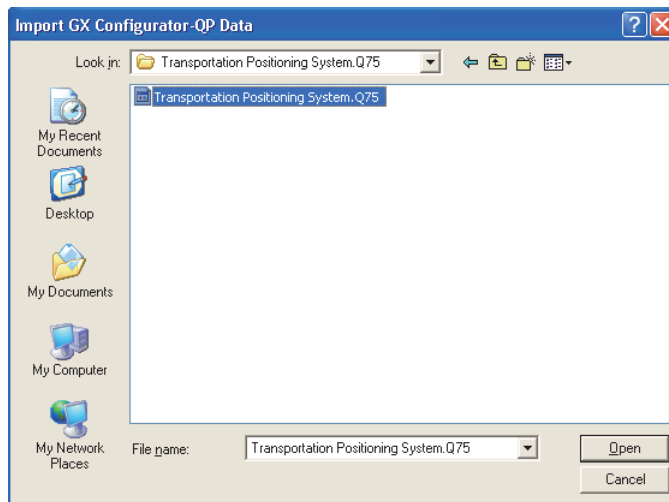 Import GX Configurator-QP Data
Look in: Transportation Positioning System.Q75
Transportation Positioning System.Q75
My Recent
Documents
Desktop
My Documents
My Computer
My Network
Places
File name: Transportation Positioning System.Q75 Open
Cancel